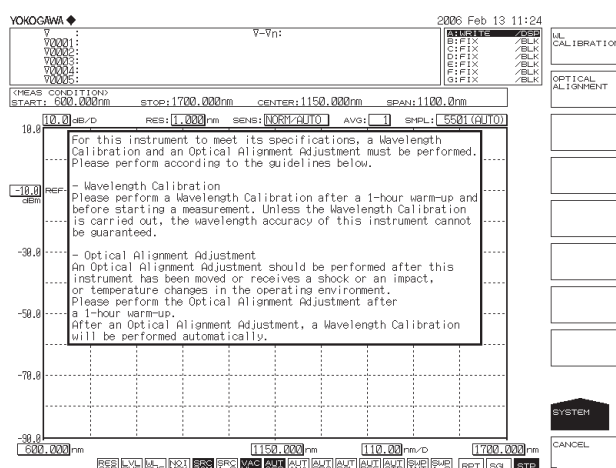 YOKOGAWA ◆ 2006 Feb 13 11:24
∇ : ∇-∇n:
∇0001:
∇0002:
∇0003:
∇0004:
∇0005:
A:WRITE /DSP
B:FIX /BLK
C:FIX /BLK
D:FIX /BLK
E:FIX /BLK
F:FIX /BLK
G:FIX /BLK
WL
CALIBRATION
OPTICAL
ALIGNMENT
<MEAS CONDITION>
START: 600.000nm STOP:1700.000nm CENTER:1150.000nm SPAN:1100.0nm
10.0 dB/D RES: 1.000 nm SENS: NORM/AUTO AVG: 1 SMPL: 5501(AUTO)
10.0
For this instrument to meet its specifications, a Wavelength
Calibration and an Optical Alignment Adjustment must be performed.
Please perform according to the guidelines below.
- Wavelength Calibration
-10.0 REF
dBm
Please perform a Wavelength Calibration after a 1-hour warm-up and
before starting a measurement. Unless the Wavelength Calibration
is carried out, the wavelength accuracy of this instrument cannot
be guaranteed.
-30.0
- Optical Alignment Adjustment
An Optical Alignment Adjustment should be performed after this
instrument has been moved or receives a shock or an impact,
or temperature changes in the operating environment.
Please perform the Optical Alignment Adjustment after
-50.0
a 1-hour warm-up.
After an Optical Alignment Adjustment, a Wavelength Calibration
will be performed automatically.
-70.0
-90.0
SYSTEM
600.000 nm 1150.000 nm 110.00 nm/D 1700.000 nm
CANCEL
RES LVL WL NOI SRC SRC VAC AUT AUT AUT AUT AUT AUT SWP SWP RPT SGL STP